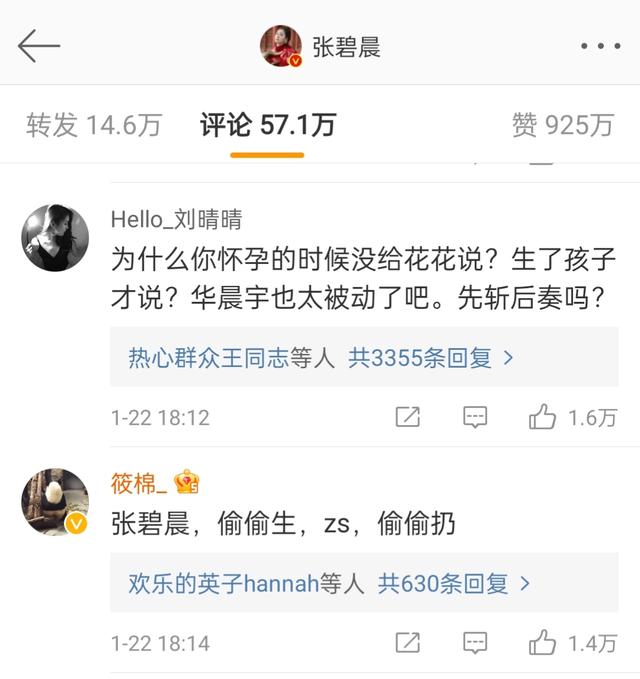 张碧晨
转发 14.6万 评论 57.1万 赞 925万
Hello_刘晴晴
为什么你怀孕的时候没给花花说？生了孩子
才说？华晨宇也太被动了吧。先斩后奏吗？
热心群众王同志等人 共3355条回复
1-22 18:12 1.6万
筱棉_
张碧晨，偷偷生，zs，偷偷扔
欢乐的英子hannah等人 共630条回复
1-22 18:14 1.4万